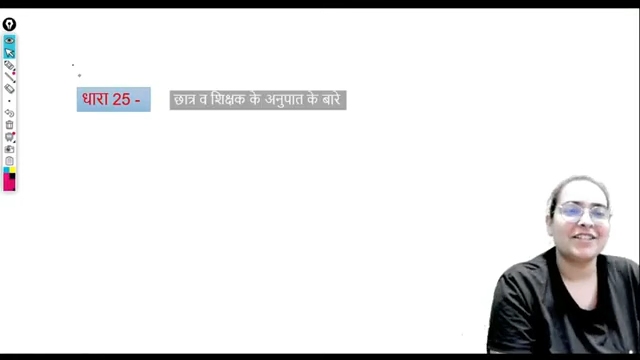 धारा 25 -
छात्र व शिक्षक के अनुपात के बारे